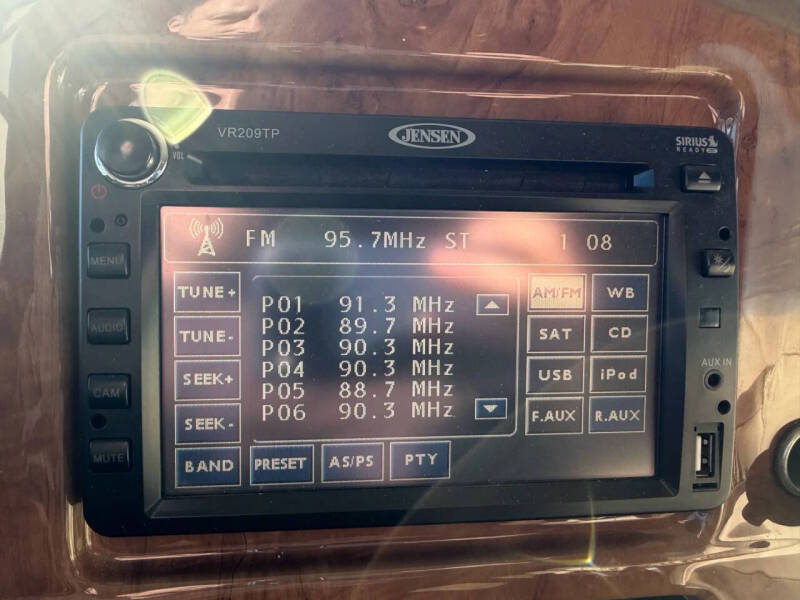 VR209TP
JENSEN
SIRIUS
READY
VOL
FM 95.7MHz ST 1 08
MENU
AUDIO
CAM
MUTE
TUNE+
TUNE-
SEEK+
SEEK-
BAND
P01 91.3 MHz
P02 89.7 MHz
P03 90.3 MHz
P04 90.3 MHz
P05 88.7 MHz
P06 90.3 MHz
AM/FM WB
SAT CD
USB iPod
F.AUX R.AUX
PRESET AS/PS PTY
AUX IN